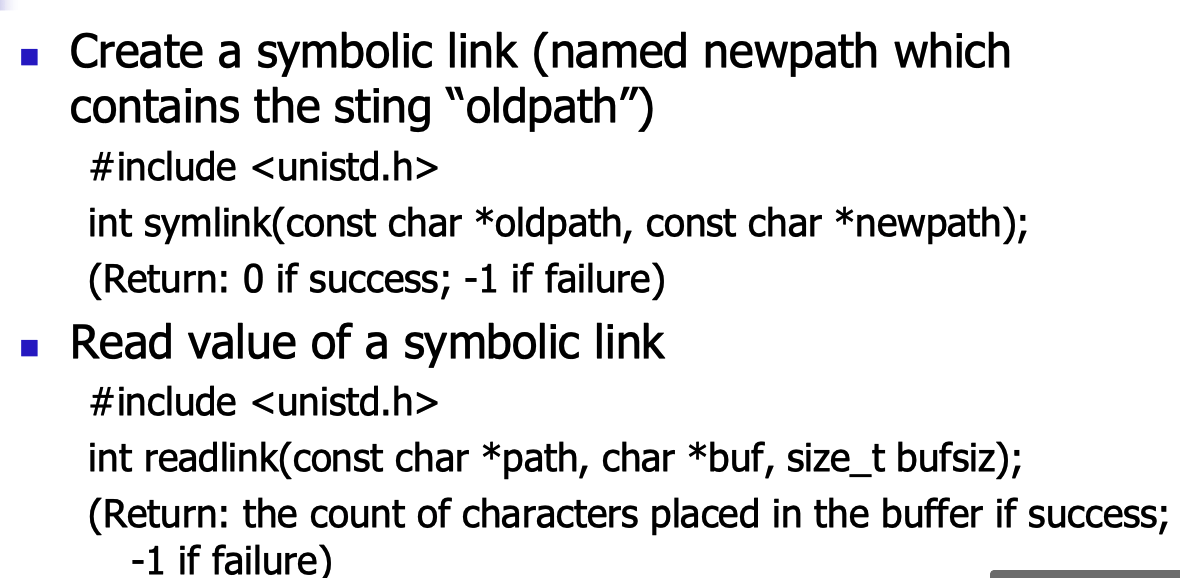 Create a symbolic link (named newpath which
contains the sting “oldpath”)
#include <unistd.h>
int symlink(const char *oldpath, const char *newpath);
(Return: 0 if success; -1 if failure)
Read value of a symbolic link
#include <unistd.h>
int readlink(const char *path, char *buf, size_t bufsiz);
(Return: the count of characters placed in the buffer if success;
-1 if failure)